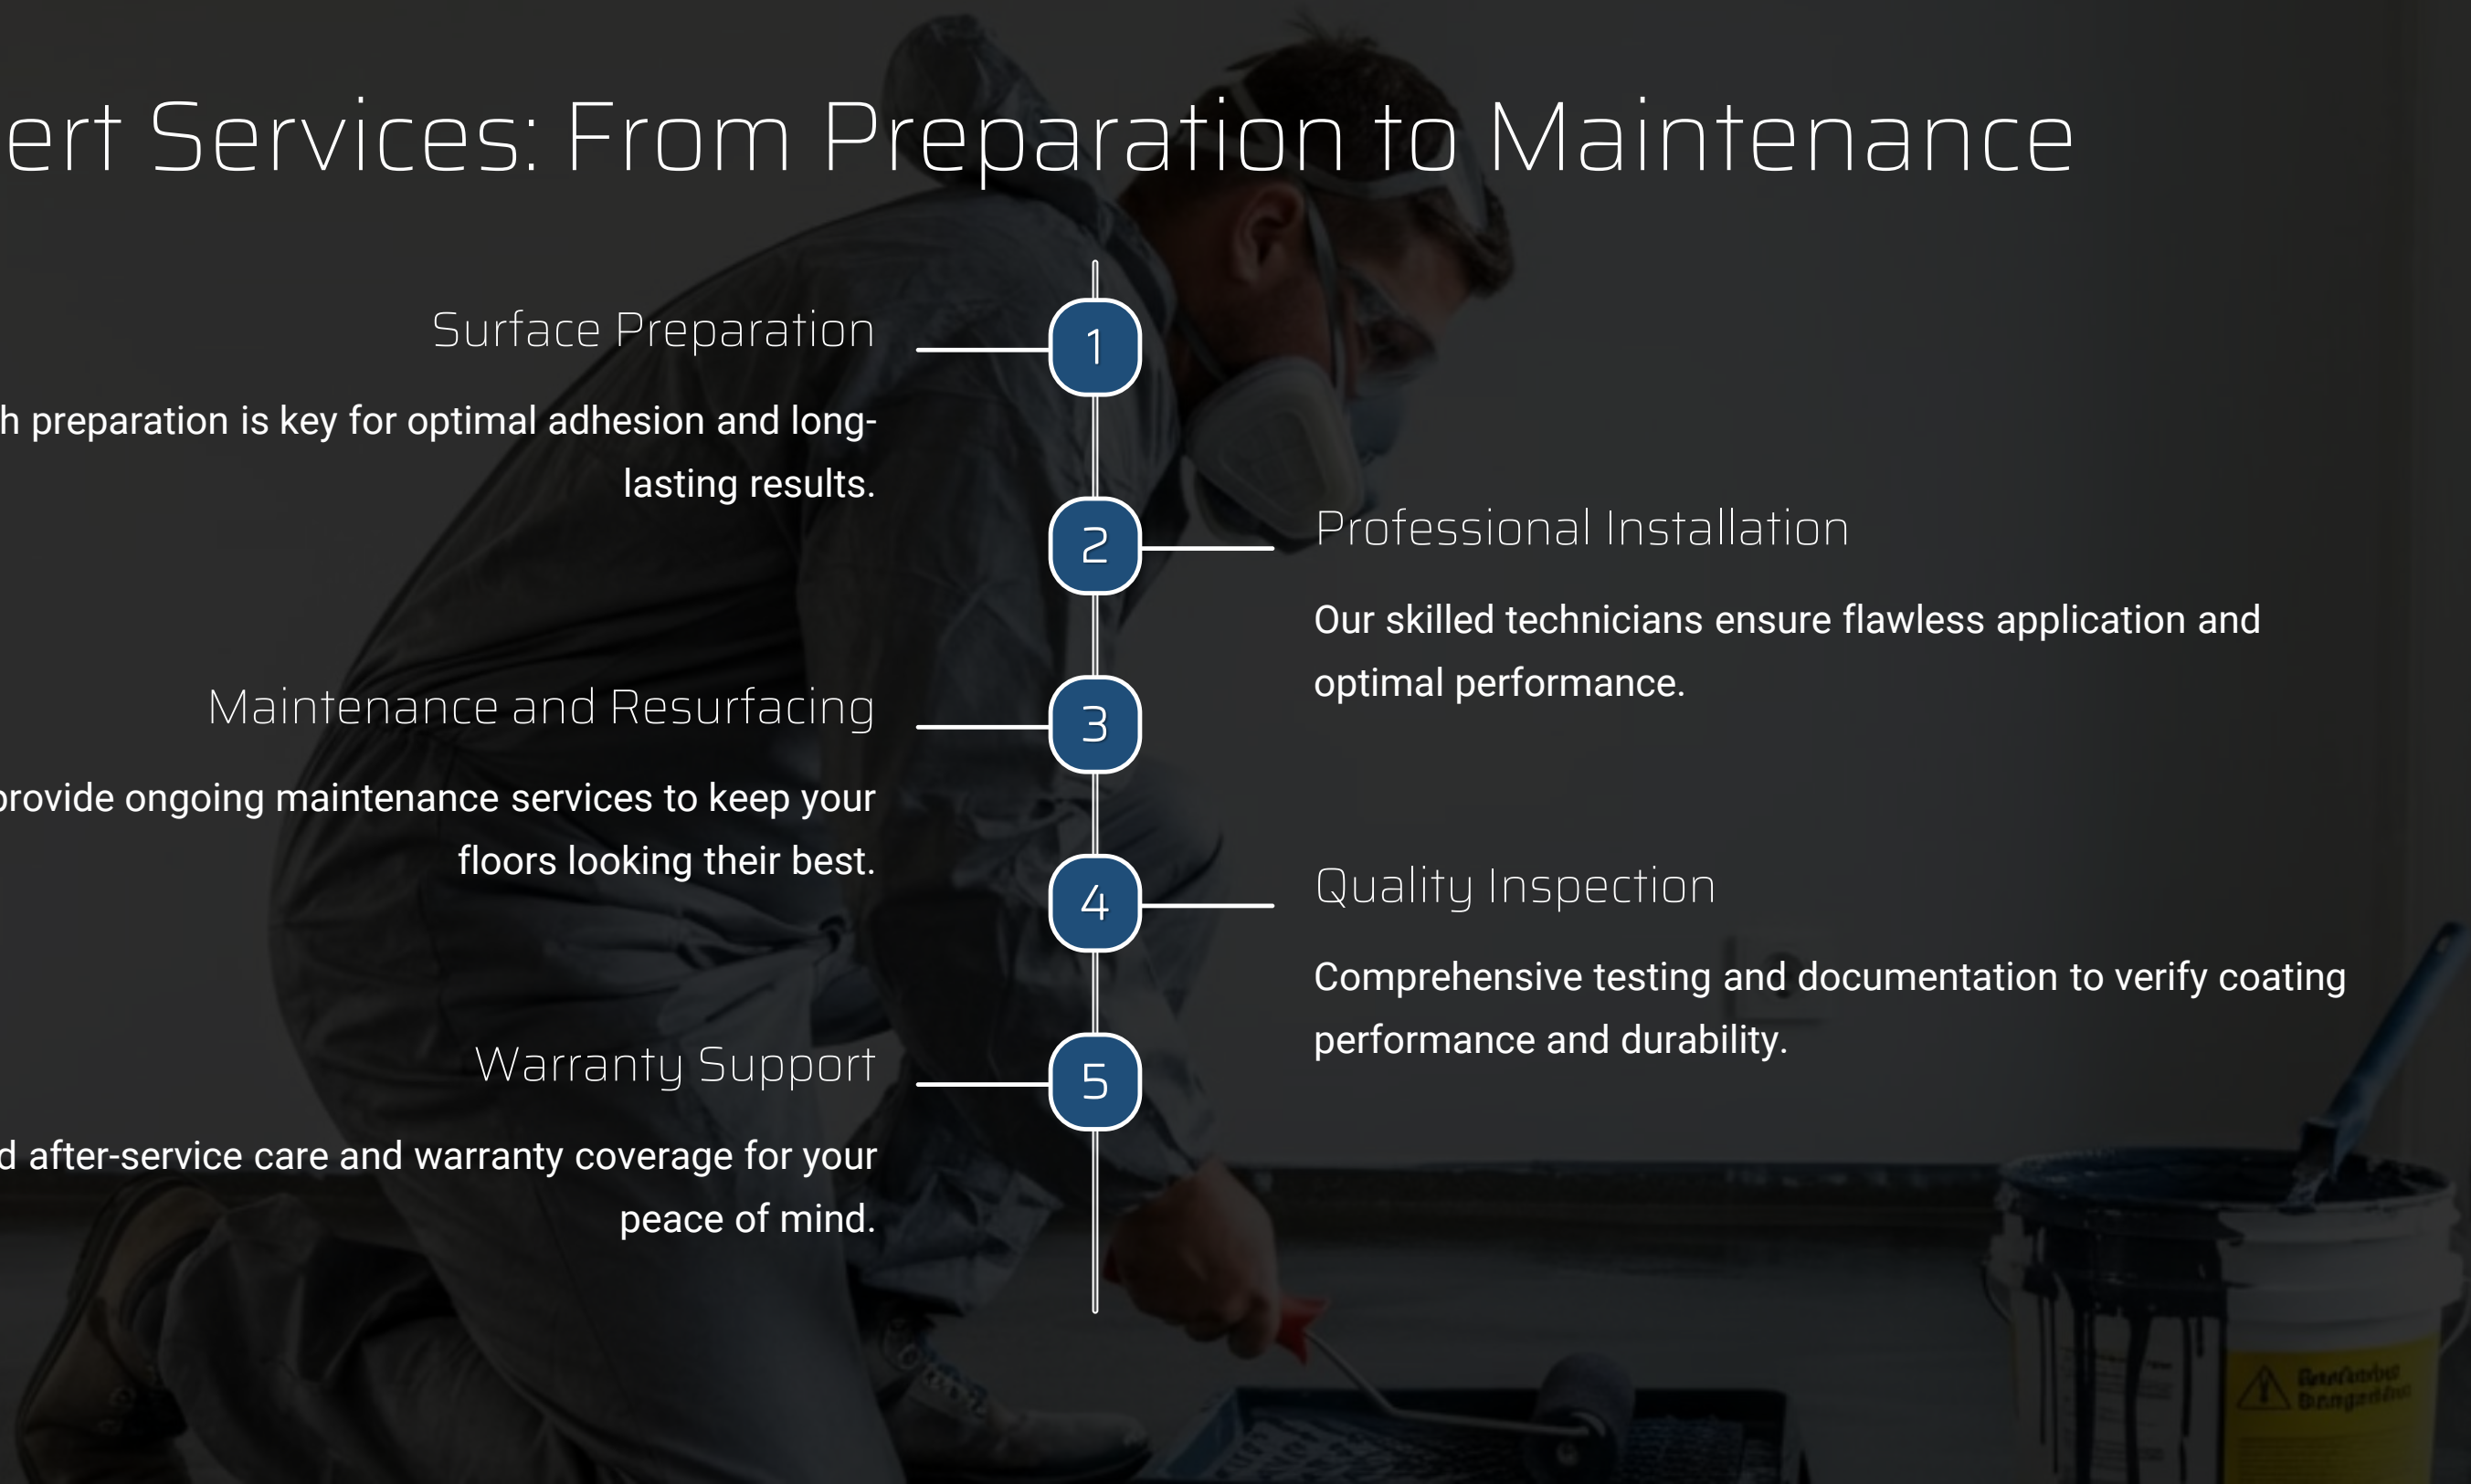 ert Services: From Preparation to Maintenance
1
Surface Preparation
h preparation is key for optimal adhesion and long-
lasting results.
2
Professional Installation
Our skilled technicians ensure flawless application and
optimal performance.
3
Maintenance and Resurfacing
provide ongoing maintenance services to keep your
floors looking their best.
4
Quality Inspection
Comprehensive testing and documentation to verify coating
performance and durability.
5
Warranty Support
d after-service care and warranty coverage for your
peace of mind.